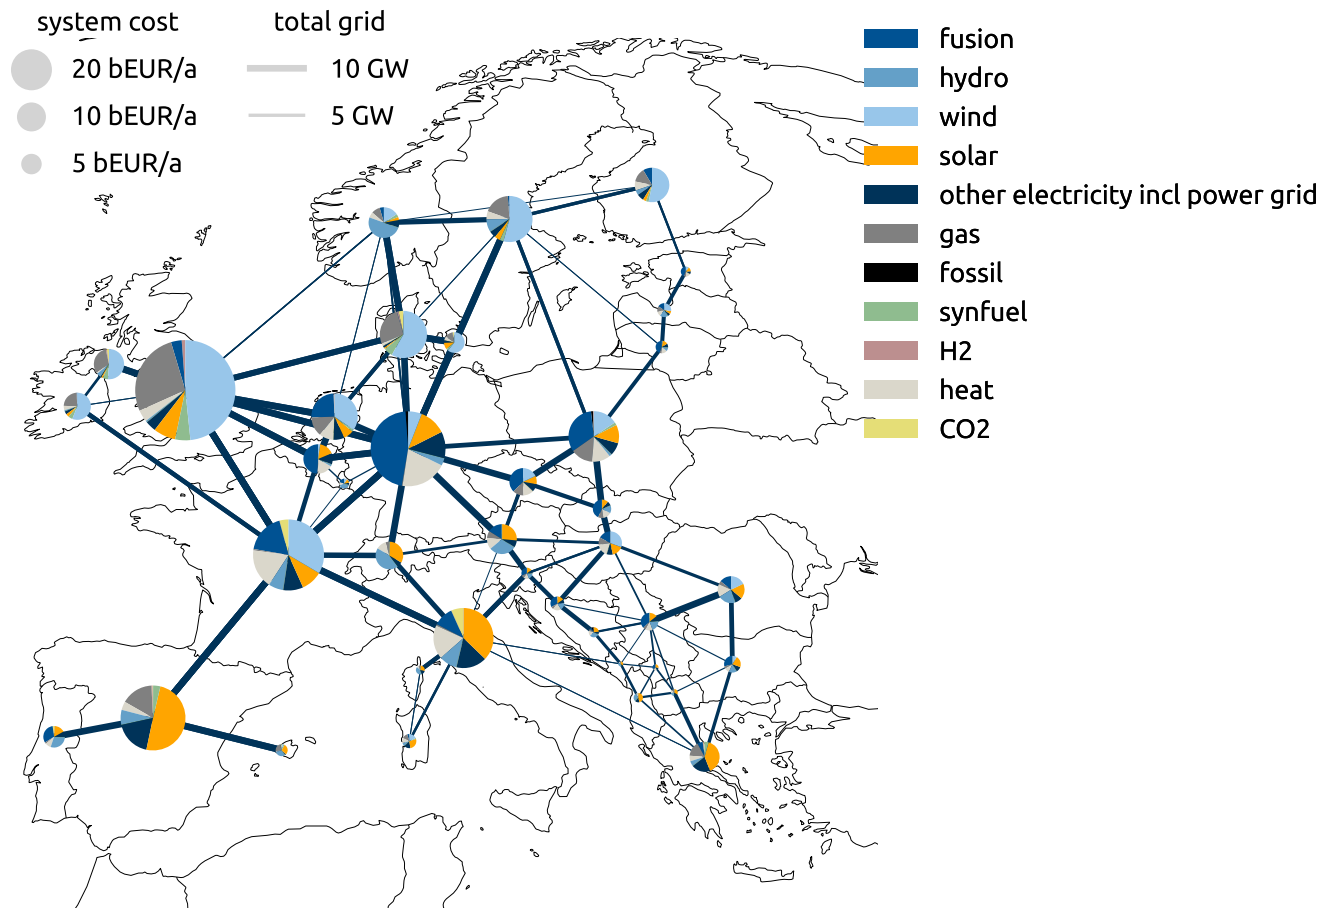 system cost
20 bEUR/a
10 bEUR/a
5 bEUR/a
total grid
10 GW
5 GW
fusion
hydro
wind
solar
other electricity incl power grid
gas
fossil
synfuel
H2
heat
CO2